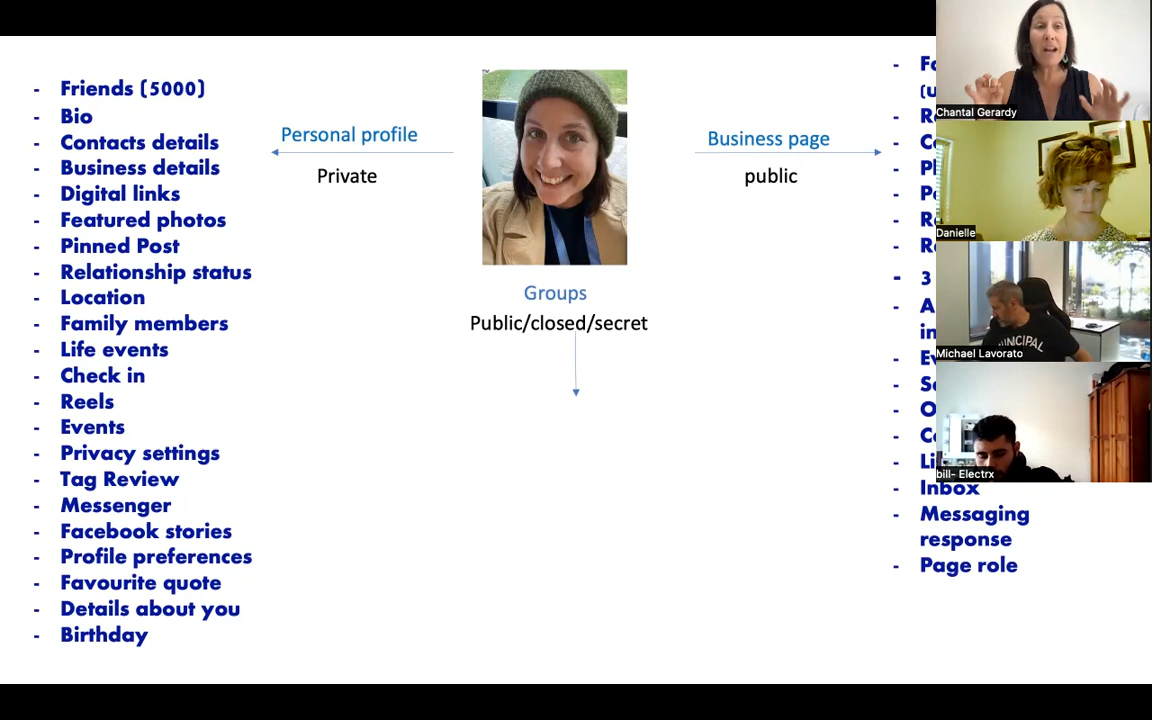 - Friends (5000)
- Bio
- Contacts details
- Business details
- Digital links
- Featured photos
- Pinned Post
- Relationship status
- Location
- Family members
- Life events
- Check in
- Reels
- Events
- Privacy settings
- Tag Review
- Messenger
- Facebook stories
- Profile preferences
- Favourite quote
- Details about you
- Birthday
Personal profile
Private
Groups
Public/closed/secret
Business page
public
- 3
- Inbox
- Messaging
response
- Page role
Chantal Gerardy
Danielle
Michael Lavorato
bill- Electrx